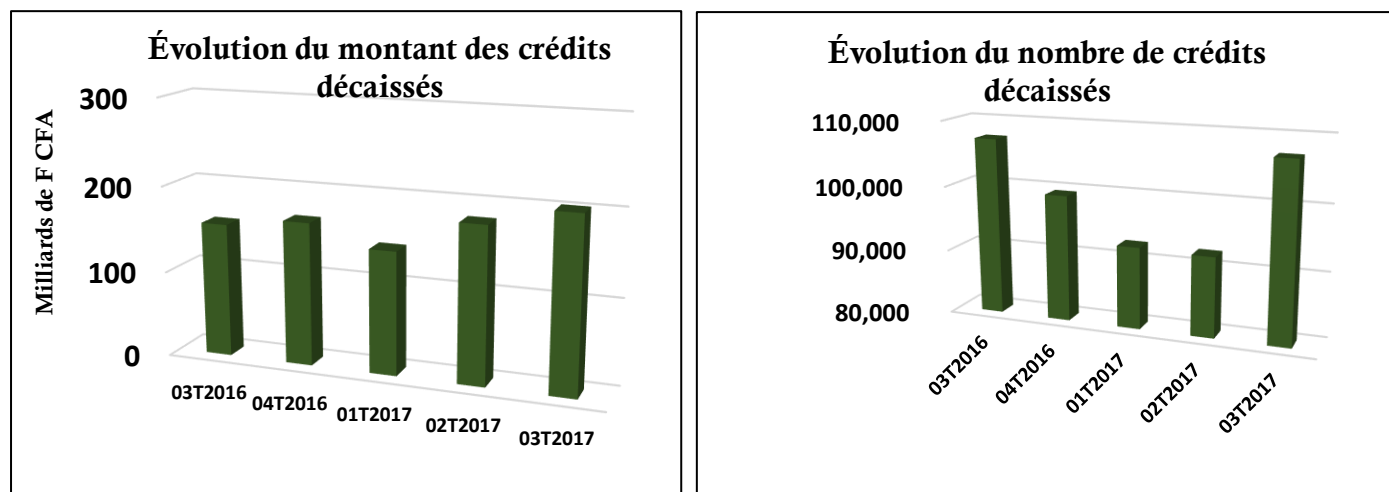 Évolution du montant des crédits
décaissés
Milliards de F CFA
300
200
100
0
03T2016
04T2016
01T2017
02T2017
03T2017
Évolution du nombre de crédits
décaissés
110,000
100,000
90,000
80,000
03T2016
04T2016
01T2017
02T2017
03T2017